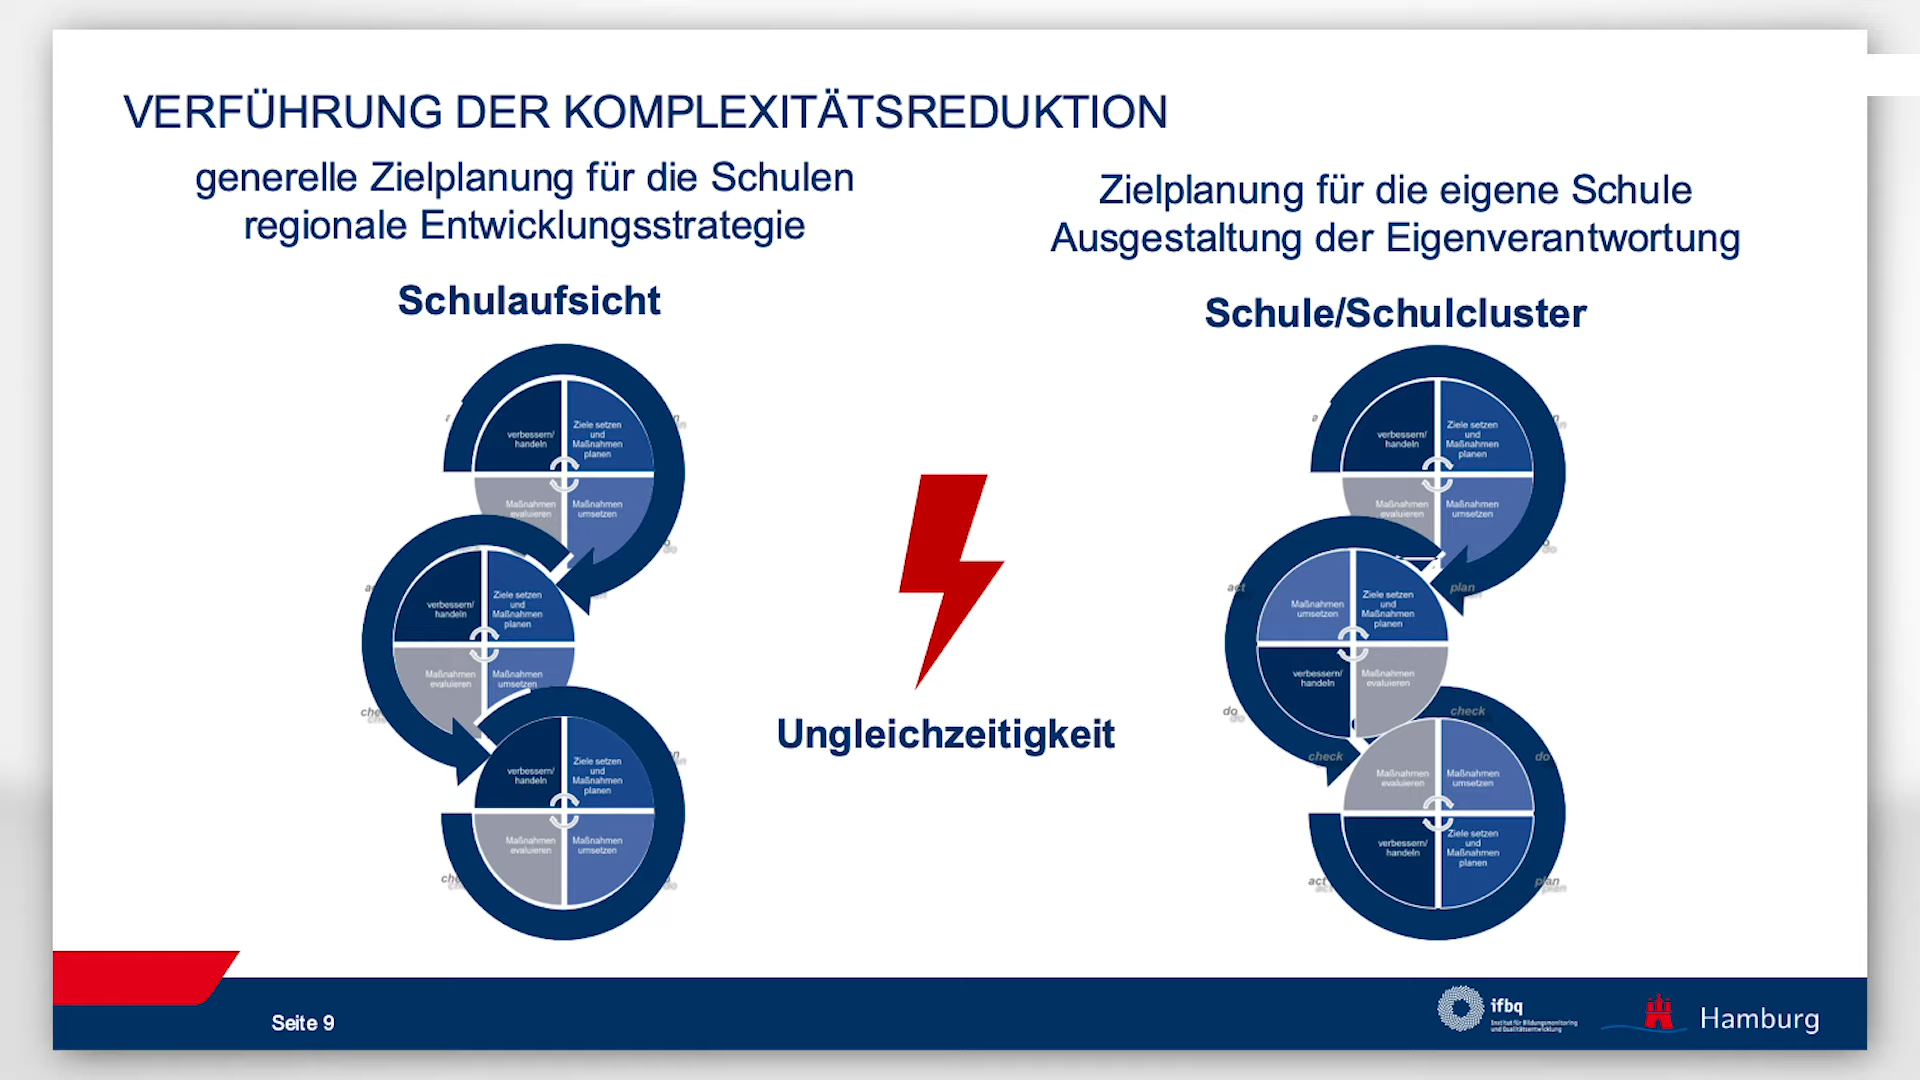 VERFÜHRUNG DER KOMPLEXITÄTSREDUKTION
generelle Zielplanung für die Schulen
regionale Entwicklungsstrategie
Schulaufsicht
verbessern/
handeln
Ziele setzen
und
Maßnahmen
planen
Maßnahmen
evaluieren
Maßnahmen
umsetzen
do
verbessern/
handeln
Ziele setzen
und
Maßnahmen
planen
Maßnahmen
evaluieren
Maßnahmen
umsetzen
verbessern/
handeln
Ziele setzen
und
Maßnahmen
planen
Maßnahmen
evaluieren
Maßnahmen
umsetzen
do
Ungleichzeitigkeit
Zielplanung für die eigene Schule
Ausgestaltung der Eigenverantwortung
Schule/Schulcluster
verbessern/
handeln
Ziele setzen
und
Maßnahmen
planen
Maßnahmen
evaluieren
Maßnahmen
umsetzen
do
act
plan
Maßnahmen
umsetzen
Ziele setzen
und
Maßnahmen
planen
verbessern/
handeln
Maßnahmen
evaluieren
do
check
check
do
Maßnahmen
evaluieren
Maßnahmen
umsetzen
verbessern/
handeln
Ziele setzen
und
Maßnahmen
planen
act
plan
Seite 9
ifbq
Institut für Bildungsmonitoring
und Qualitätsentwicklung
Hamburg